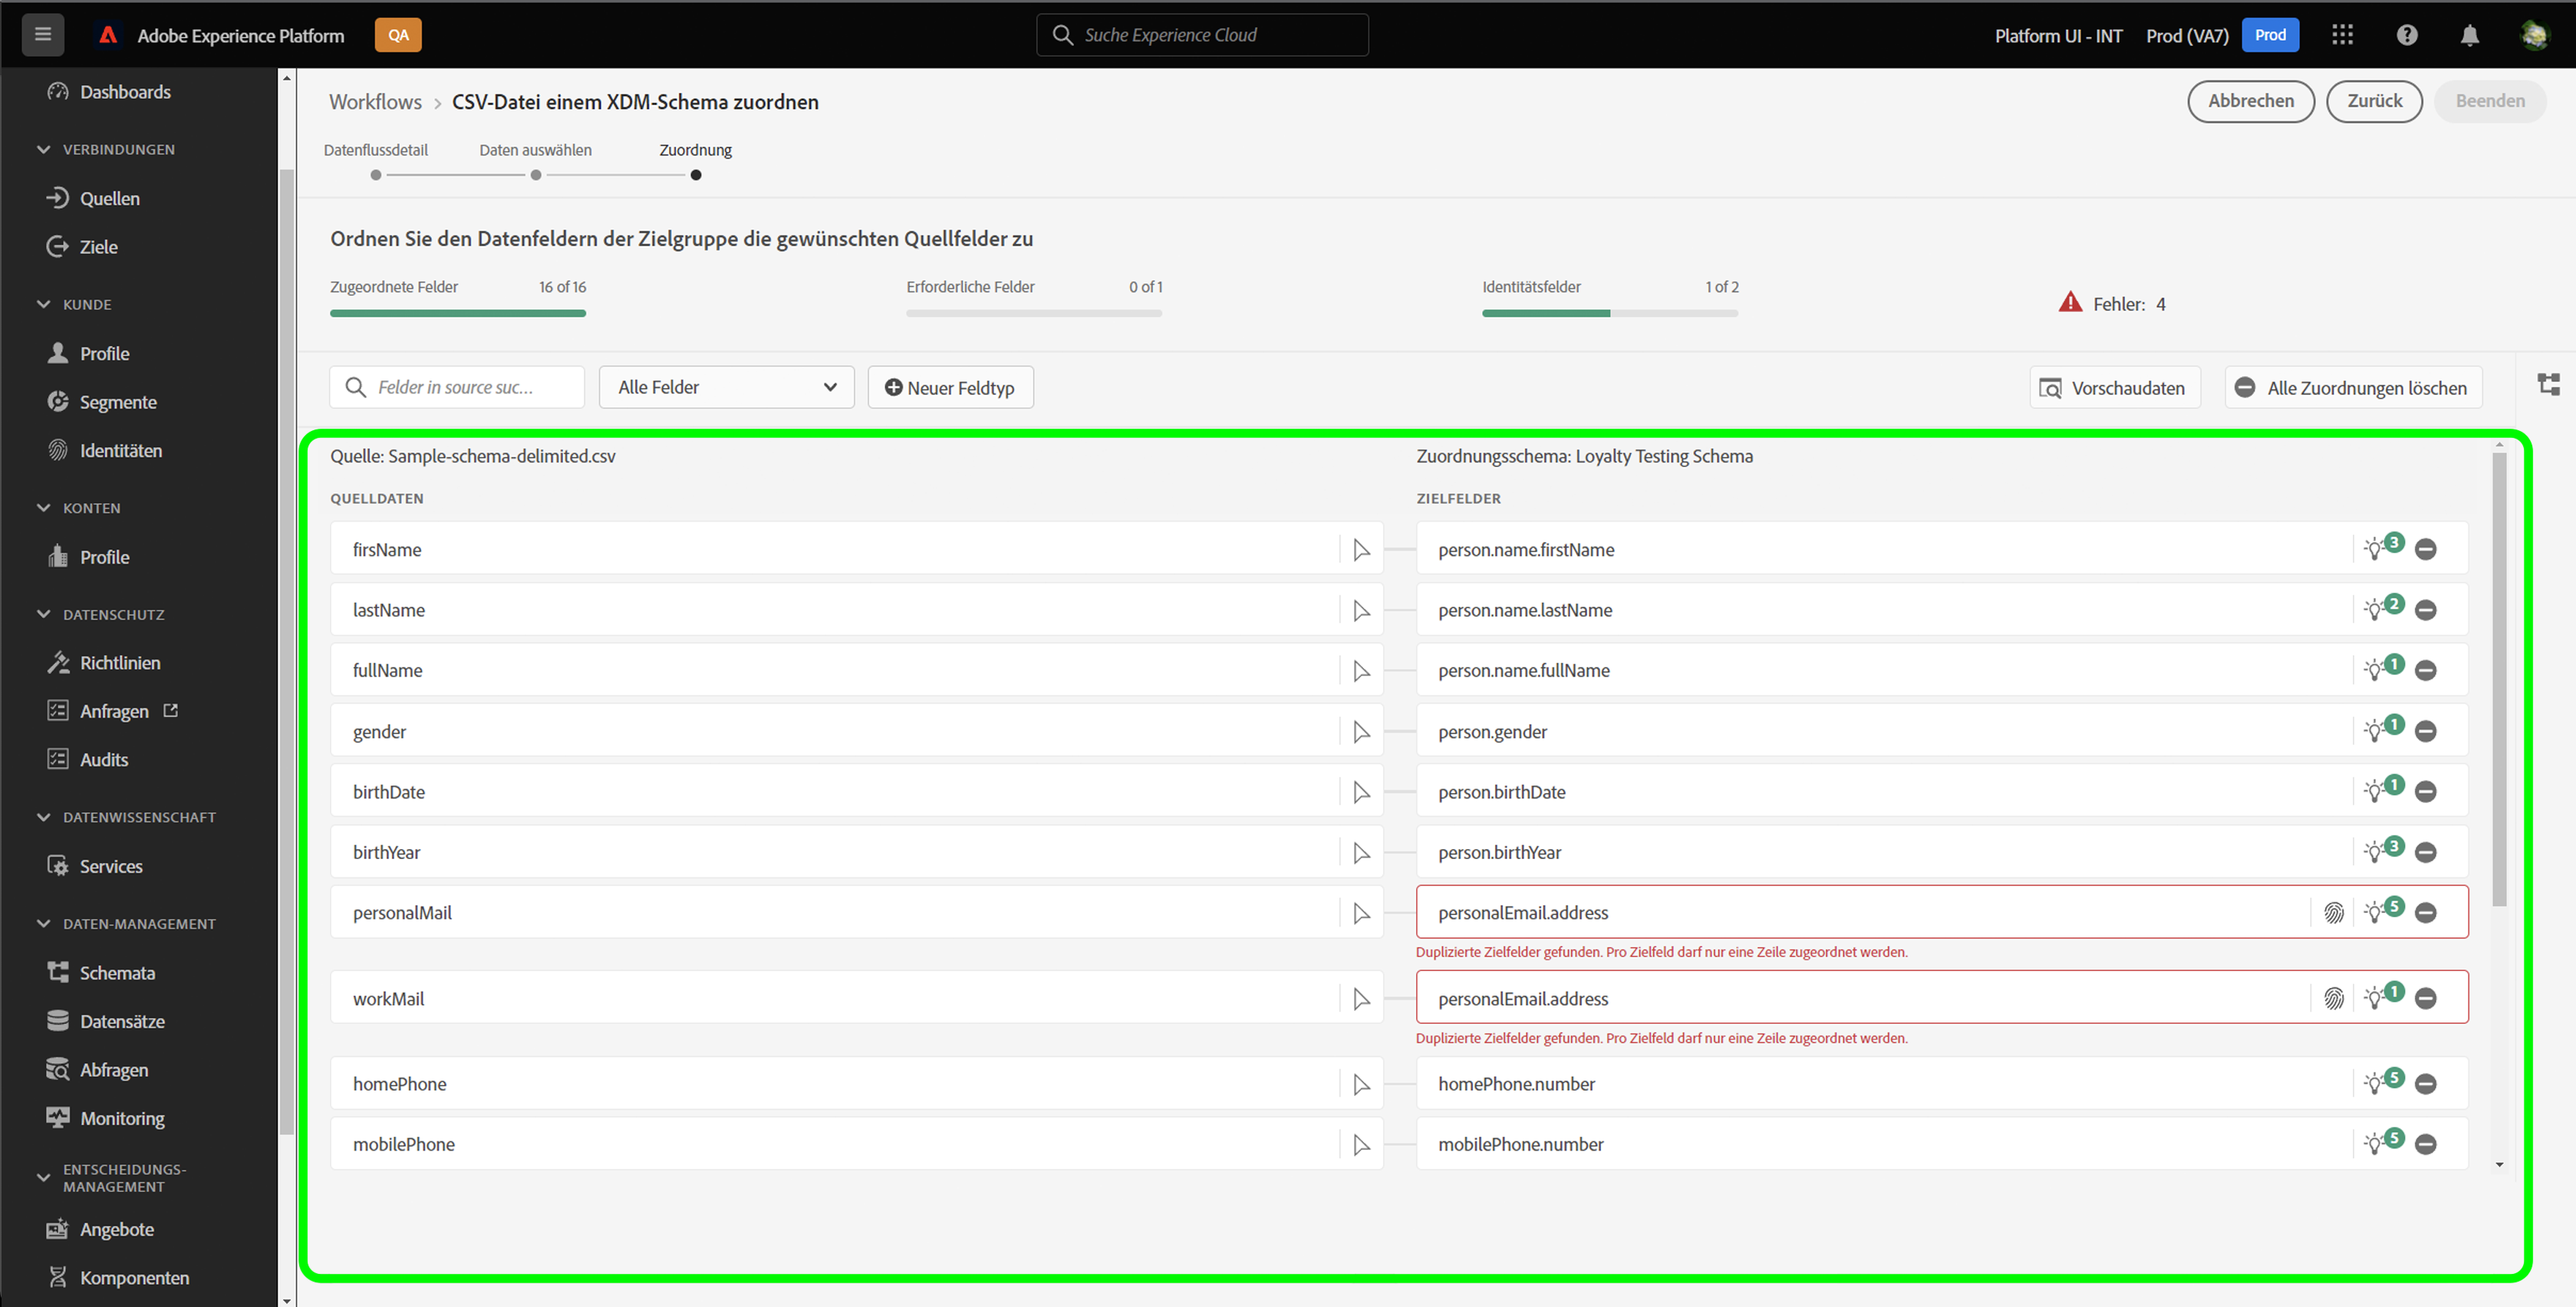 Adobe Experience Platform
QA
Suche Experience Cloud
Platform UI - INT
Prod (VA7)
Prod
Dashboards
VERBINDUNGEN
Quellen
Ziele
KUNDE
Profile
Segmente
Identitäten
KONTEN
Profile
DATENSCHUTZ
Richtlinien
Anfragen
Audits
DATENWISSENSCHAFT
Services
DATEN-MANAGEMENT
Schemata
Datensätze
Abfragen
Monitoring
ENTSCHEIDUNGS-
MANAGEMENT
Angebote
Komponenten
Workflows > CSV-Datei einem XDM-Schema zuordnen
Abbrechen
Zurück
Beenden
Datenflussdetail
Daten auswählen
Zuordnung
Ordnen Sie den Datenfeldern der Zielgruppe die gewünschten Quellfelder zu
Zugeordnete Felder 16 of 16
Erforderliche Felder 0 of 1
Identitätsfelder 1 of 2
Fehler: 4
Felder in source suc...
Alle Felder
Neuer Feldtyp
Vorschaudaten
Alle Zuordnungen löschen
Quelle: Sample-schema-delimited.csv
Zuordnungsschema: Loyalty Testing Schema
QUELLDATEN
ZIELFELDER
firsName
person.name.firstName
3
lastName
person.name.lastName
2
fullName
person.name.fullName
1
gender
person.gender
1
birthDate
person.birthDate
1
birthYear
person.birthYear
3
personalMail
personalEmail.address
5
Duplizierte Zielfelder gefunden. Pro Zielfeld darf nur eine Zeile zugeordnet werden.
workMail
personalEmail.address
1
Duplizierte Zielfelder gefunden. Pro Zielfeld darf nur eine Zeile zugeordnet werden.
homePhone
homePhone.number
5
mobilePhone
mobilePhone.number
5